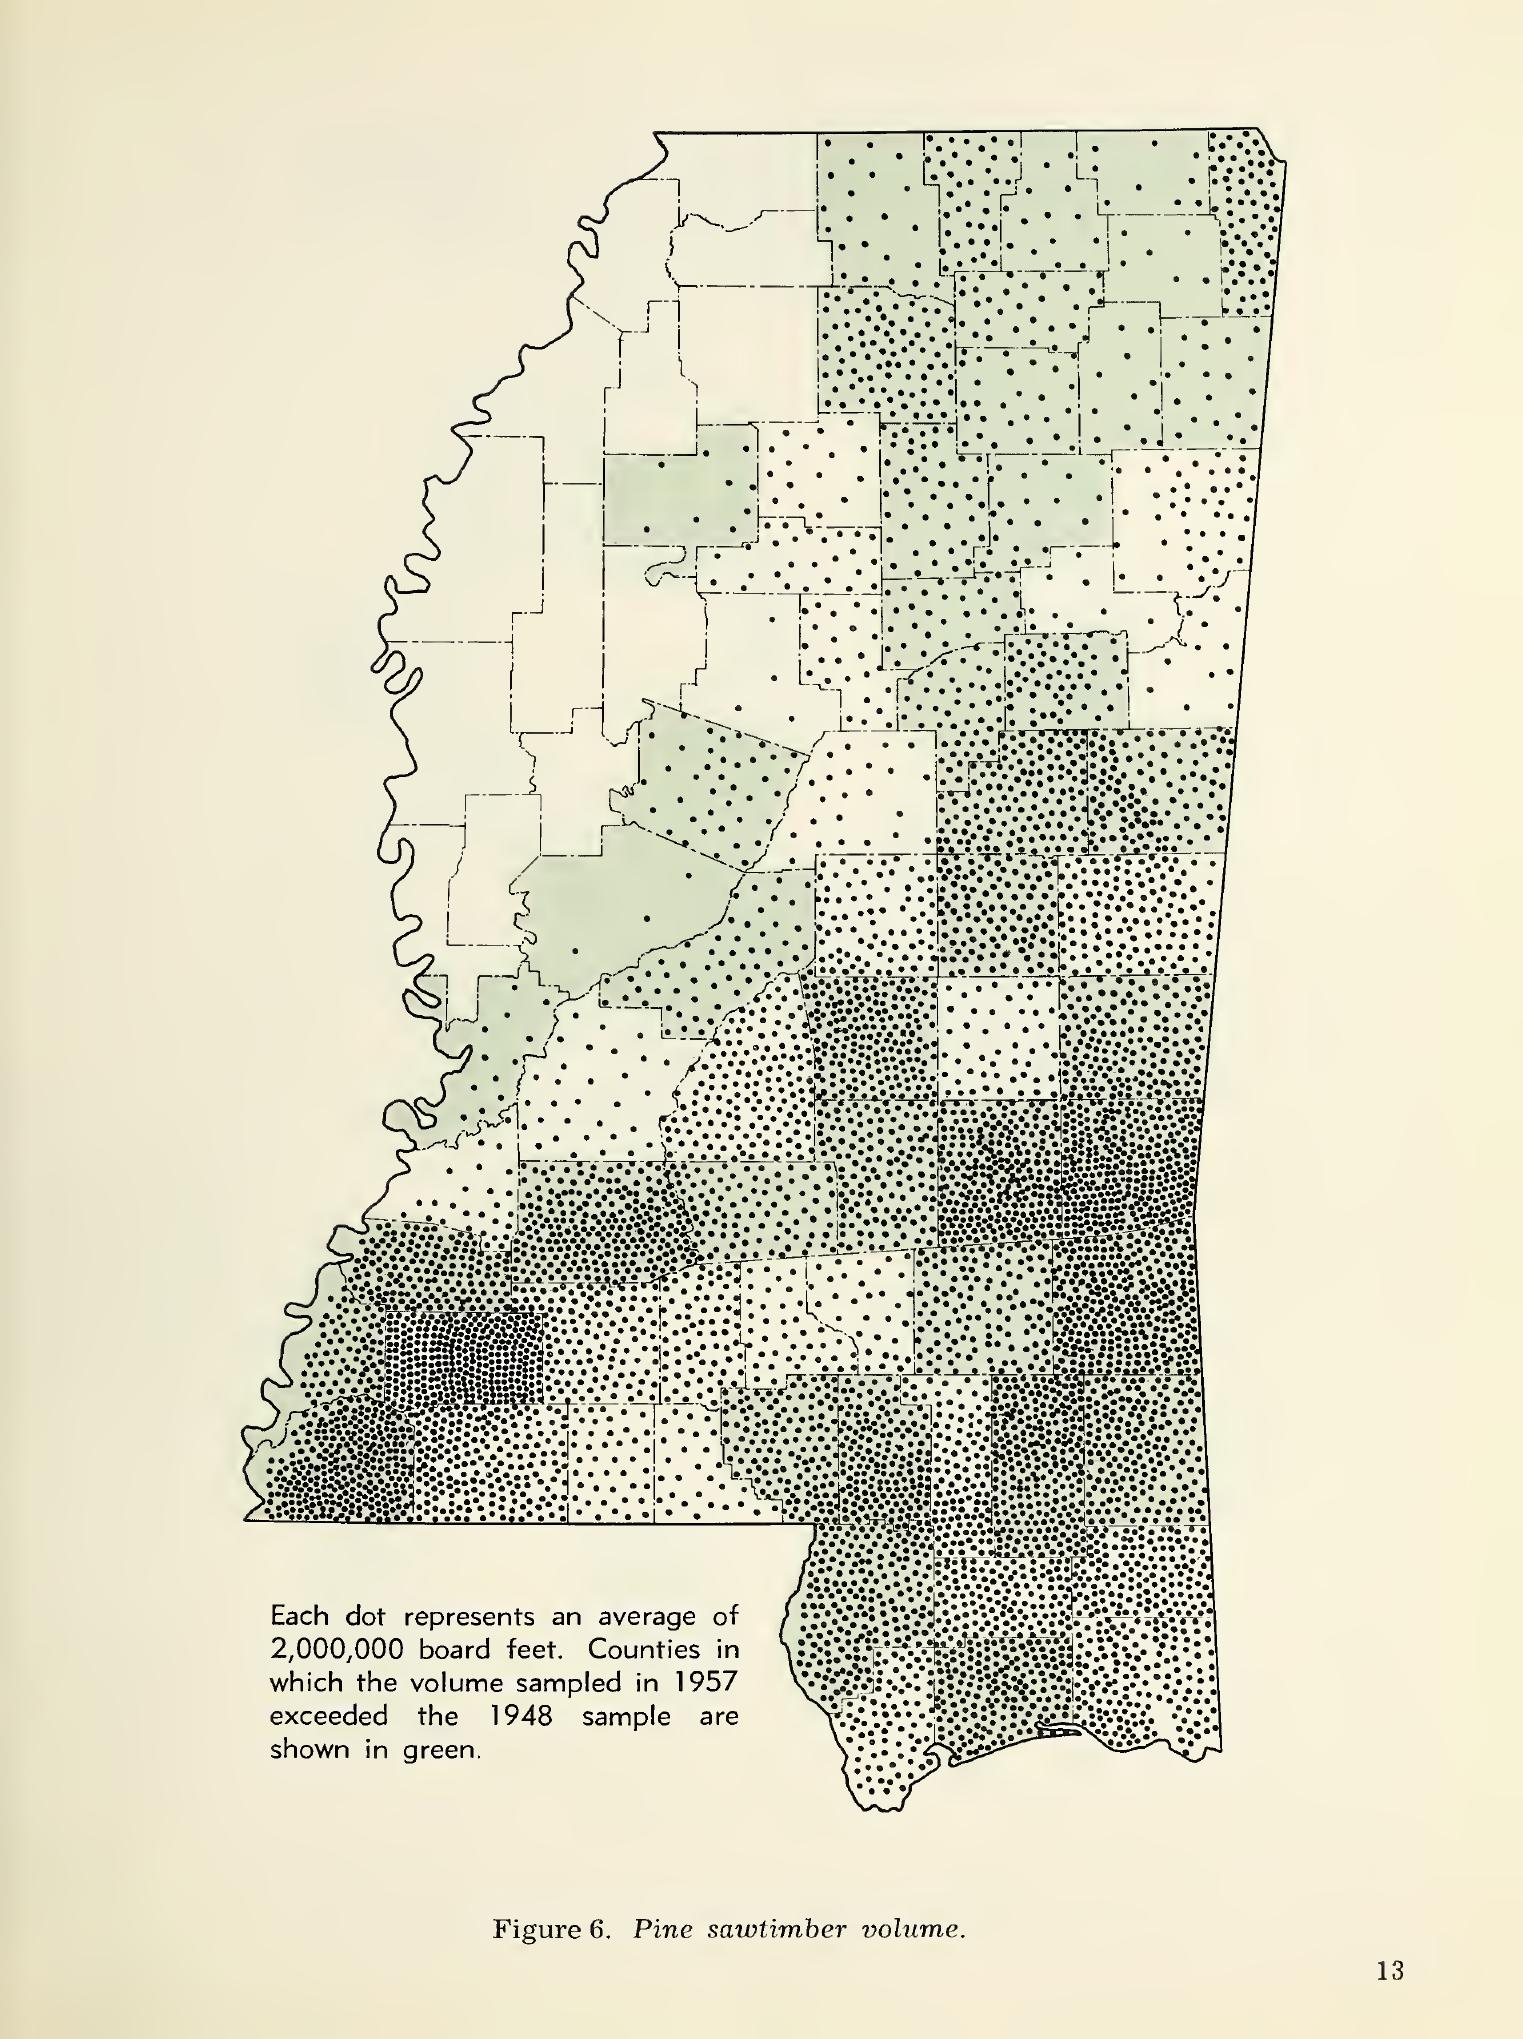 Each dot represents an average of
2,000,000 board feet. Counties in
which the volume sampled in 1957
exceeded the 1948 sample are
shown in green.
Figure 6. Pine sawtimber volume.
13